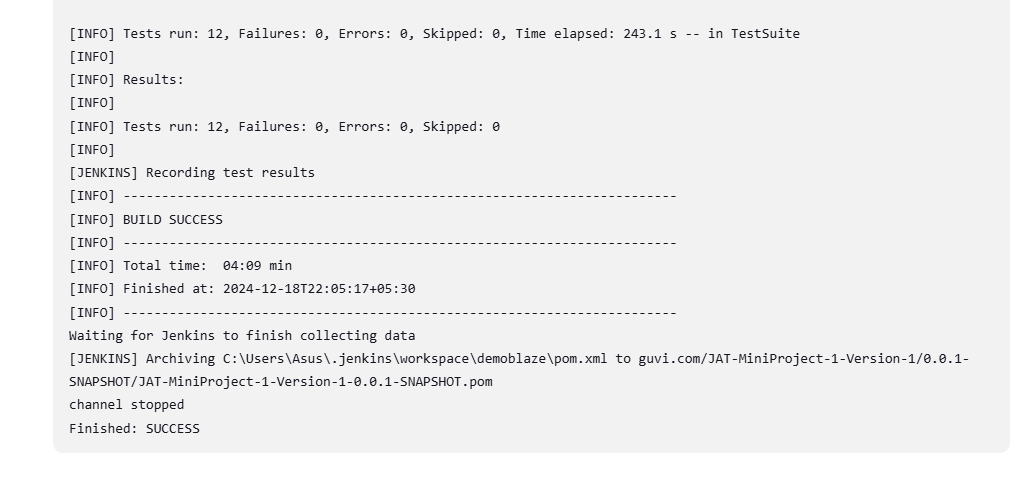 [INFO] Tests run: 12, Failures: 0, Errors: 0, Skipped: 0, Time elapsed: 243.1 s -- in TestSuite
[INFO]
[INFO] Results:
[INFO]
[INFO] Tests run: 12, Failures: 0, Errors: 0, Skipped: 0
[INFO]
[JENKINS] Recording test results
[INFO] ------------------------------------------------------------------------
[INFO] BUILD SUCCESS
[INFO] ------------------------------------------------------------------------
[INFO] Total time:  04:09 min
[INFO] Finished at: 2024-12-18T22:05:17+05:30
[INFO] ------------------------------------------------------------------------
Waiting for Jenkins to finish collecting data
[JENKINS] Archiving C:\Users\Asus\.jenkins\workspace\demoblaze\pom.xml to guvi.com/JAT-MiniProject-1-Version-1/0.0.1-
SNAPSHOT/JAT-MiniProject-1-Version-1-0.0.1-SNAPSHOT.pom
channel stopped
Finished: SUCCESS